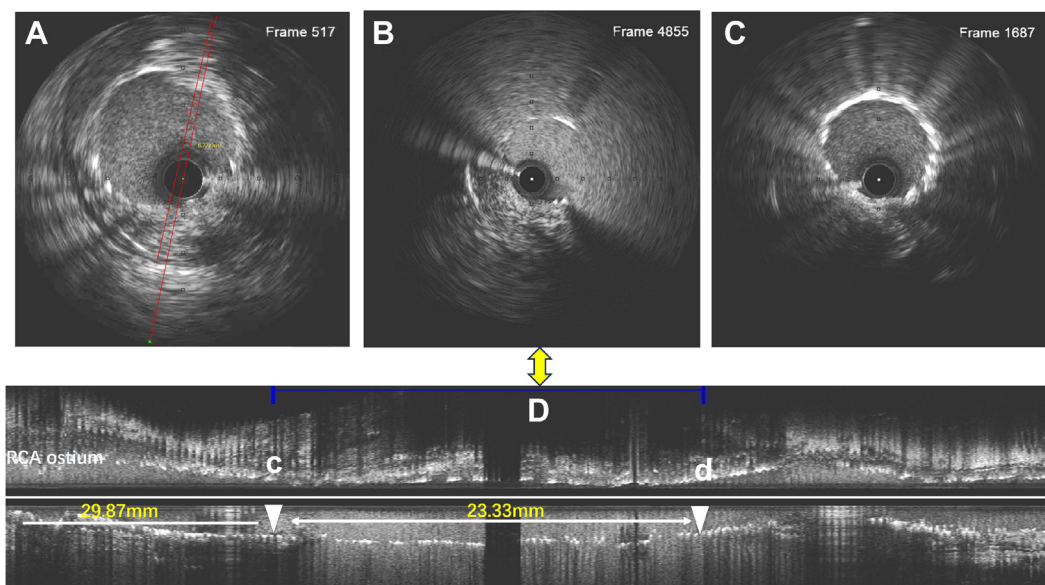 A
Frame 517
B
Frame 4855
C
Frame 1687
D
RCA ostium
c
d
29.87mm
23.33mm